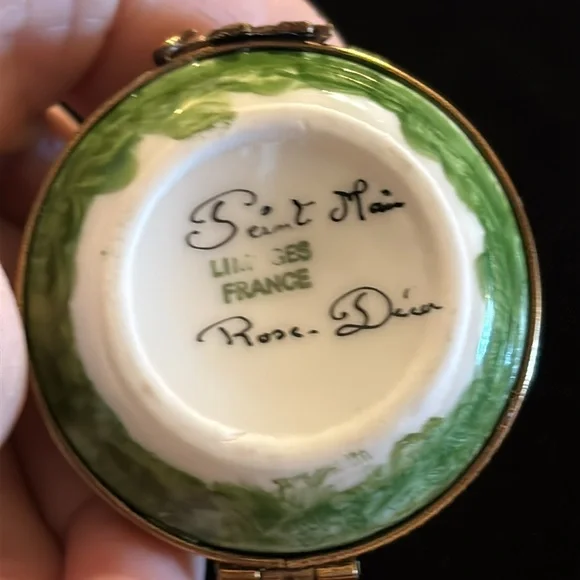 Peint Main
LIMOGES
FRANCE
Rose. Décor